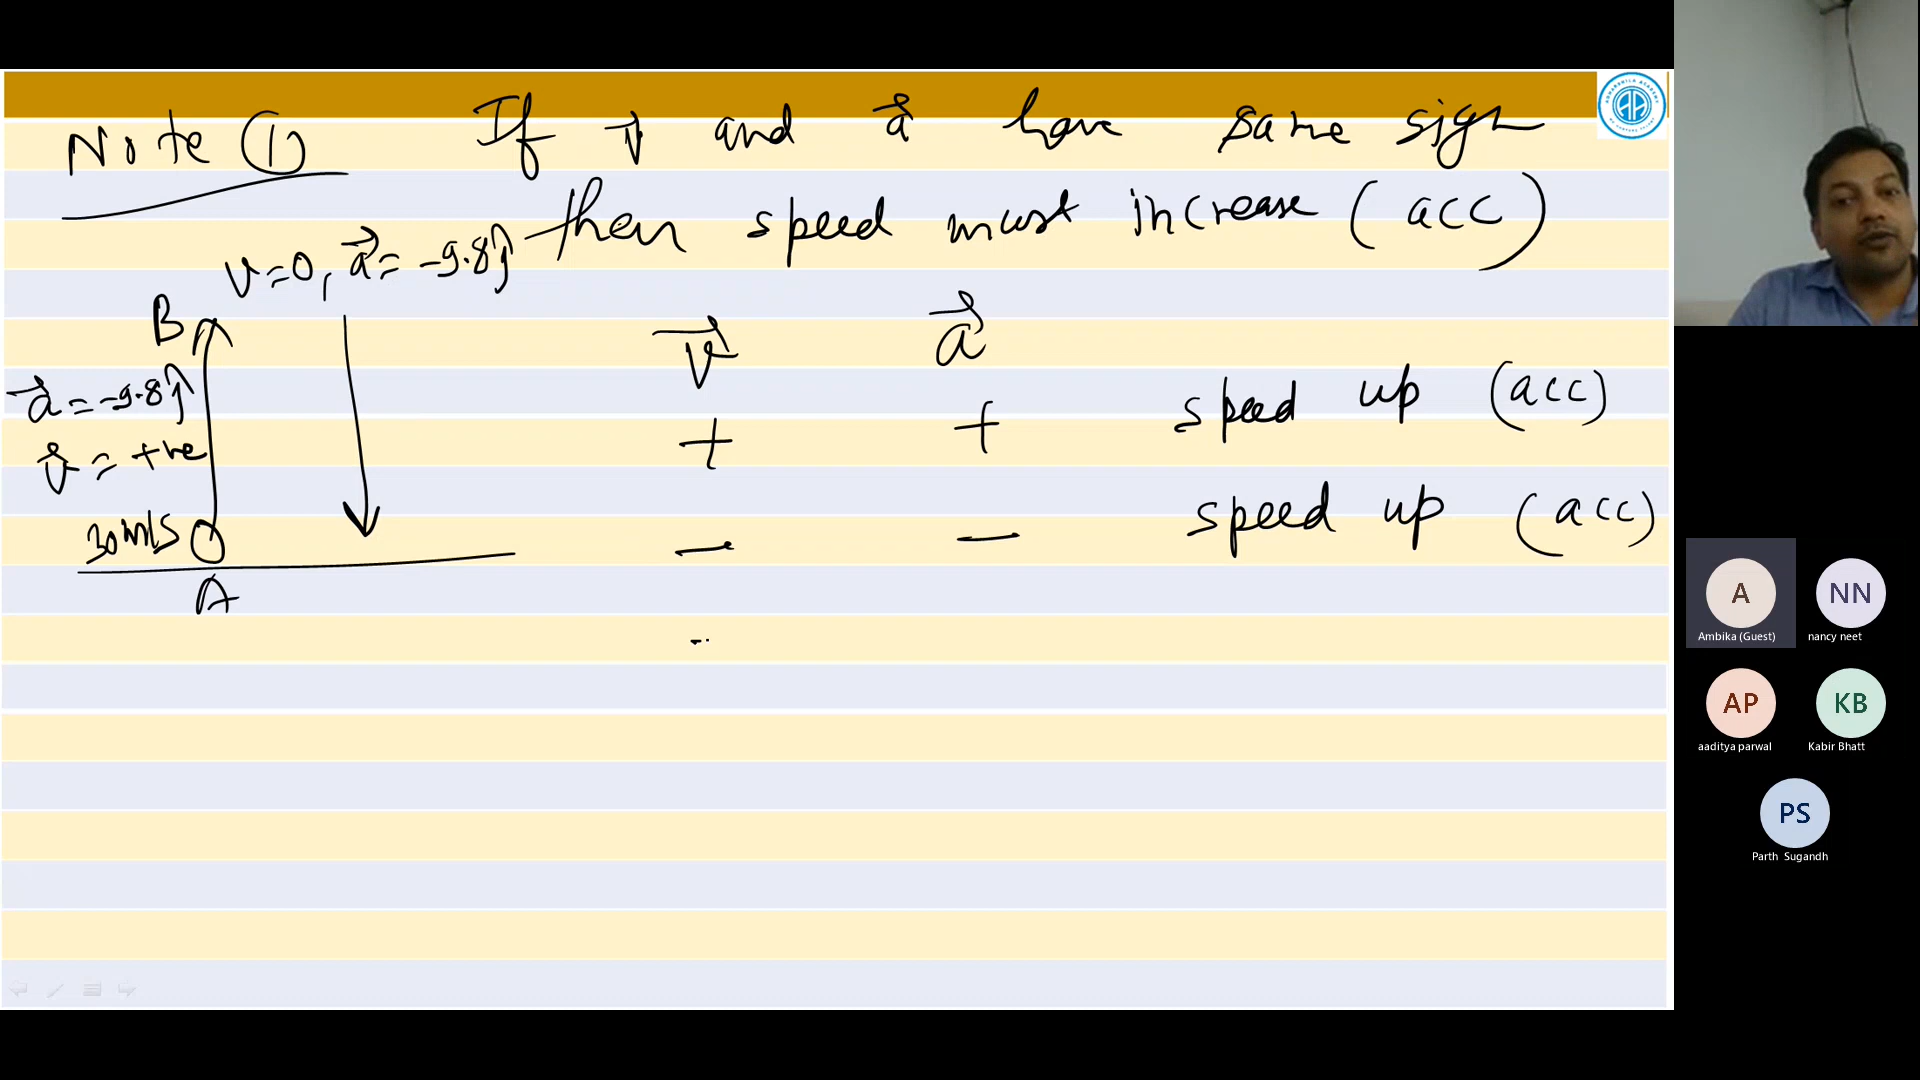 Note (1) If v⃗ and a⃗ have same sign
then speed must increase (acc)
v=0, a⃗ = -9.8ĵ
B
v⃗ a⃗
a⃗ = -9.8ĵ
+ + speed up (acc)
v⃗ = +ve
30 m/s
- - speed up (acc)
A
A
Ambika (Guest)
NN
nancy neet
AP
aaditya parwal
KB
Kabir Bhatt
PS
Parth Sugandh